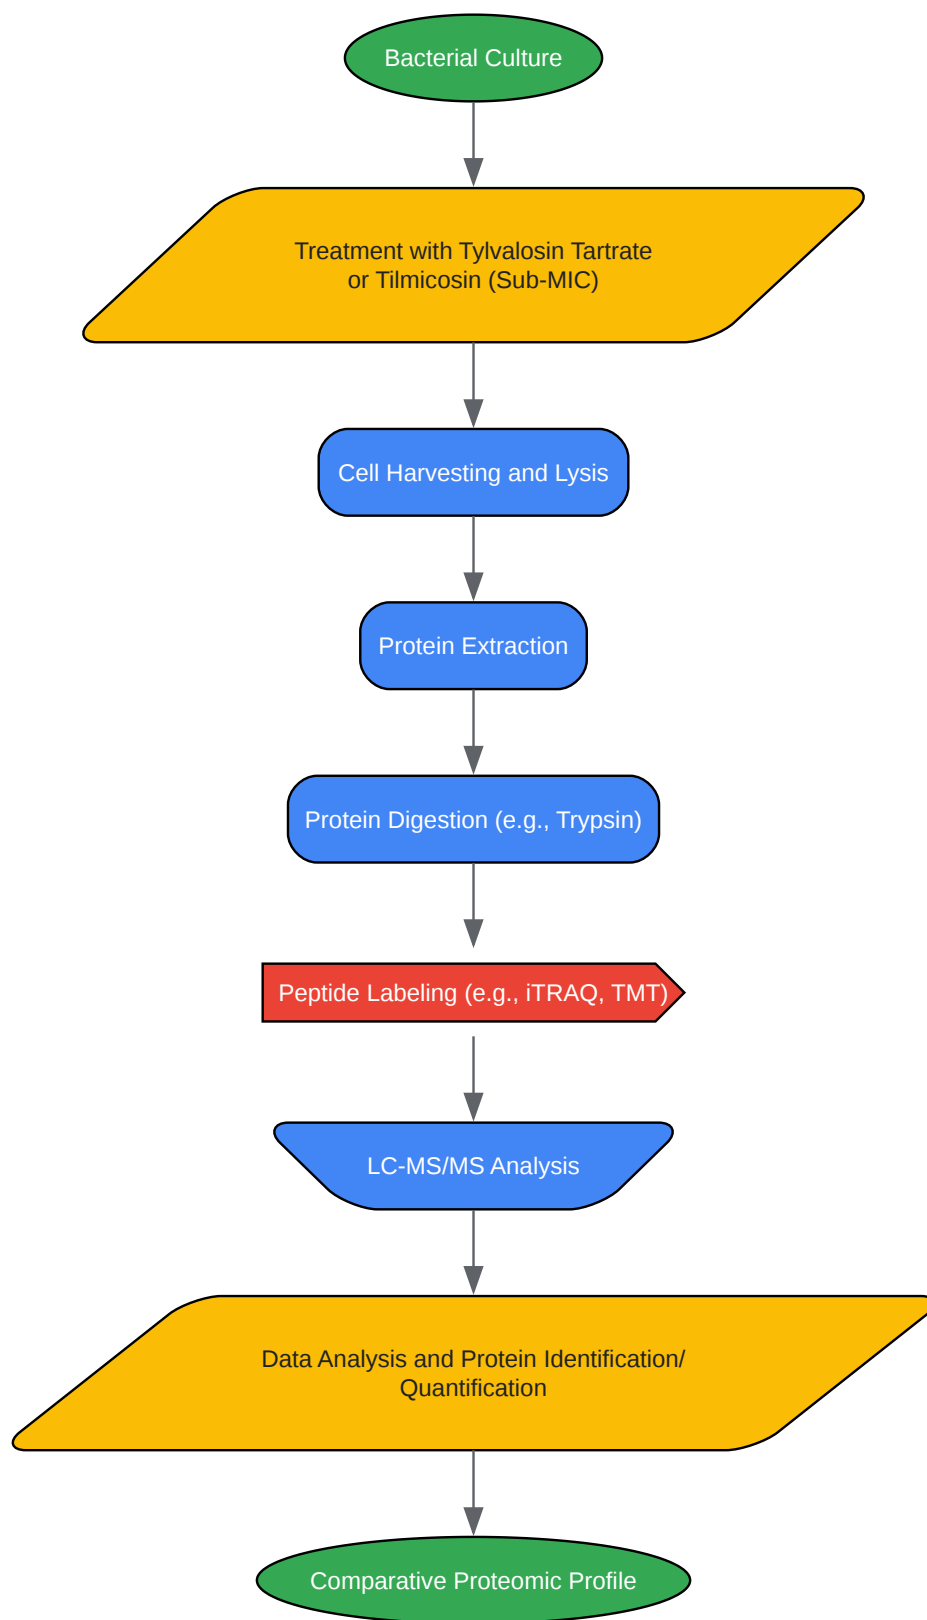 Bacterial Culture
Treatment with Tylvalosin Tartrate
or Tilmicosin (Sub-MIC)
Cell Harvesting and Lysis
Protein Extraction
Protein Digestion (e.g., Trypsin)
Peptide Labeling (e.g., iTRAQ, TMT)
LC-MS/MS Analysis
Data Analysis and Protein Identification/
Quantification
Comparative Proteomic Profile